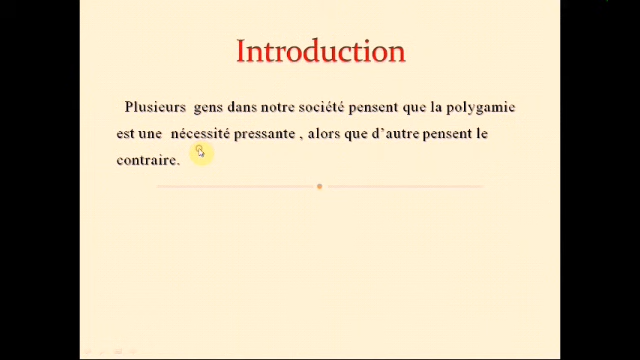 Introduction
Plusieurs gens dans notre société pensent que la polygamie
est une nécessité pressante , alors que d’autre pensent le
contraire.